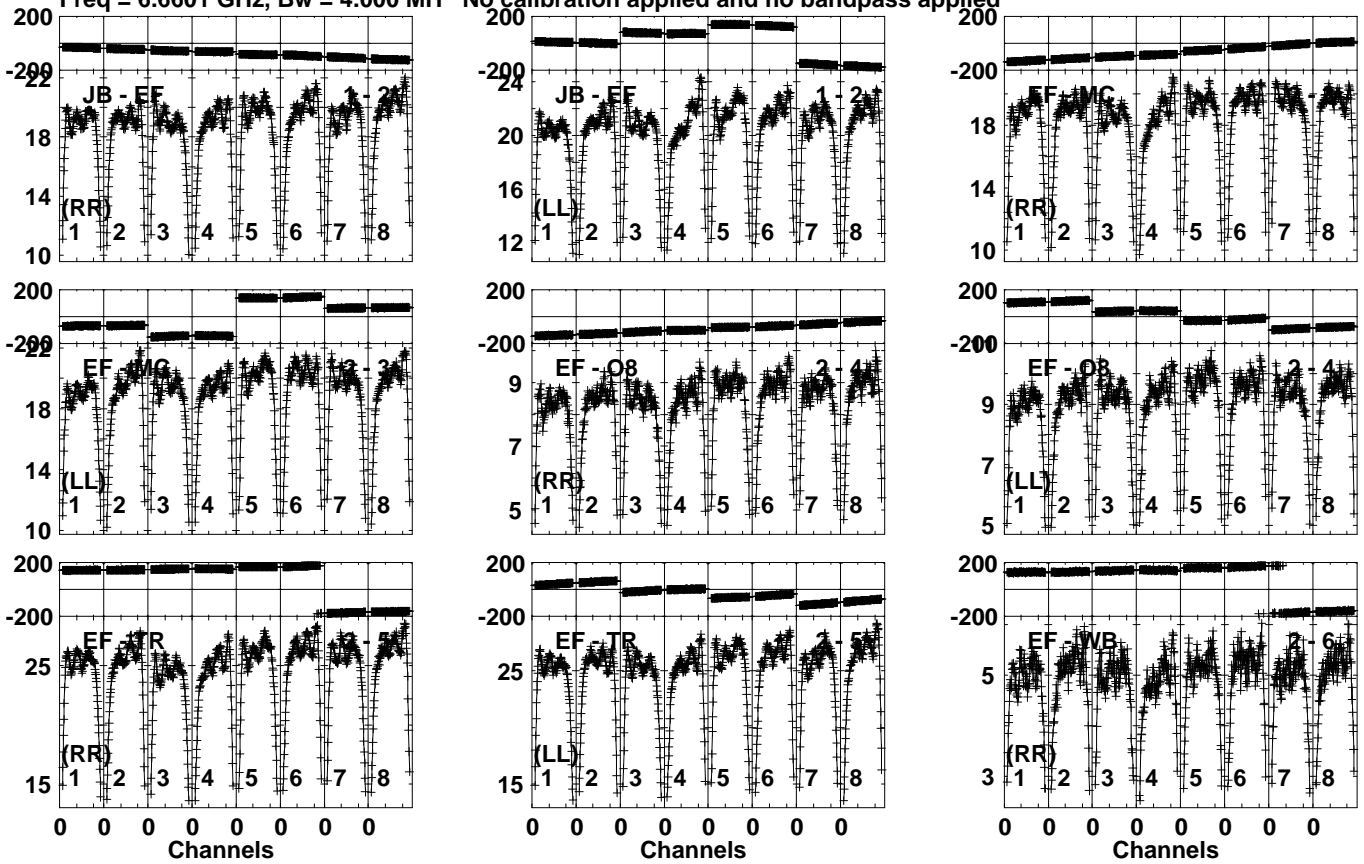 Freq = 6.6601 GHz, Bw = 4.000 MH No calibration applied and no bandpass applied
200 200 200
-200 -200 -200
22 24
JB - EF 1 - 2 JB - EF 1 - 2 EF - MC
18 20 18
14 16 14
(RR) (LL) (RR)
1 2 3 4 5 6 7 8 1 2 3 4 5 6 7 8 1 2 3 4 5 6 7 8
10 12 10
200 200 200
-200 -200 -200
22 10
EF - MC 2 - 3 EF - O8 2 - 4 EF - O8 2 - 4
18 9 9
14 7 7
(LL) (RR) (LL)
1 2 3 4 5 6 7 8 1 2 3 4 5 6 7 8 1 2 3 4 5 6 7 8
10 5 5
200 200 200
-200 -200 -200
EF - TR 2 - 5 EF - TR 2 - 5 EF - WB 2 - 6
25 25 5
(RR) (LL) (RR)
15 1 2 3 4 5 6 7 8 15 1 2 3 4 5 6 7 8 3 1 2 3 4 5 6 7 8
0 0 0 0 0 0 0 0 0 0 0 0 0 0 0 0 0 0 0 0 0 0 0 0
Channels Channels Channels